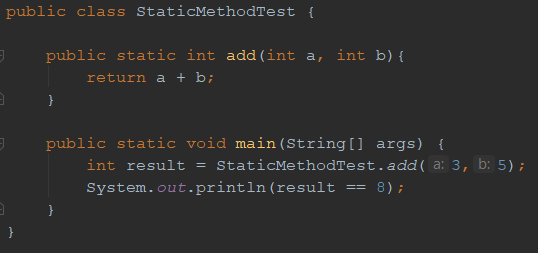 public class StaticMethodTest {
public static int add(int a, int b){
return a + b;
}
public static void main(String[] args) {
int result = StaticMethodTest.add( a: 3, b: 5);
System.out.println(result == 8);
}
}